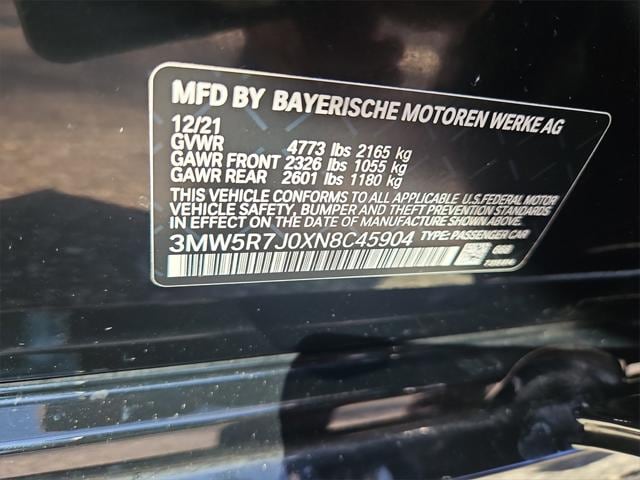 MFD BY BAYERISCHE MOTOREN WERKE AG
12/21
GVWR 4773 lbs 2165 kg
GAWR FRONT 2326 lbs 1055 kg
GAWR REAR 2601 lbs 1180 kg
THIS VEHICLE CONFORMS TO ALL APPLICABLE U.S. FEDERAL MOTOR
VEHICLE SAFETY, BUMPER AND THEFT PREVENTION STANDARDS
IN EFFECT ON THE DATE OF MANUFACTURE SHOWN ABOVE.
3MW5R7J0XN8C45904 TYPE: PASSENGER CAR